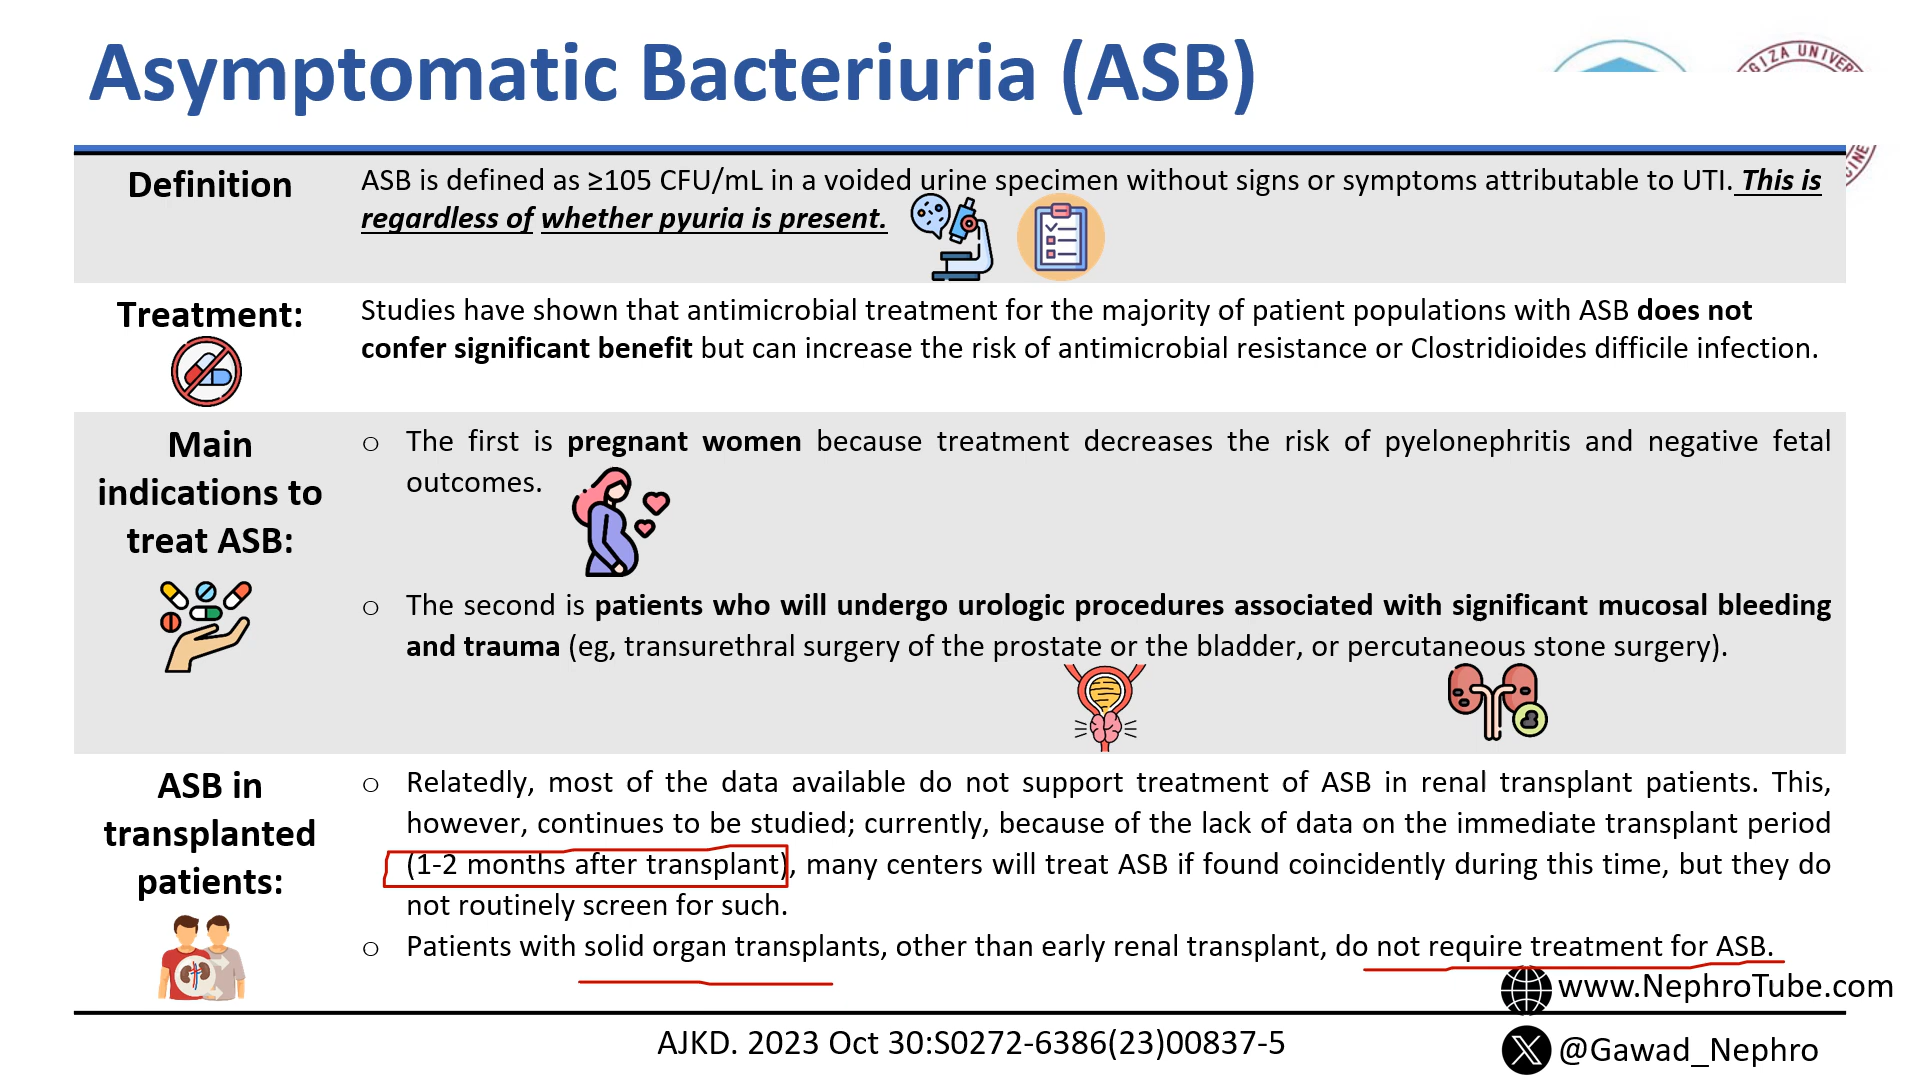 Asymptomatic Bacteriuria (ASB)
GIZA UNIVER
CINE
Definition
ASB is defined as ≥105 CFU/mL in a voided urine specimen without signs or symptoms attributable to UTI. This is
regardless of whether pyuria is present.
Treatment:
Studies have shown that antimicrobial treatment for the majority of patient populations with ASB does not
confer significant benefit but can increase the risk of antimicrobial resistance or Clostridioides difficile infection.
Main
indications to
treat ASB:
o The first is pregnant women because treatment decreases the risk of pyelonephritis and negative fetal
outcomes.
o The second is patients who will undergo urologic procedures associated with significant mucosal bleeding
and trauma (eg, transurethral surgery of the prostate or the bladder, or percutaneous stone surgery).
ASB in
transplanted
patients:
o Relatedly, most of the data available do not support treatment of ASB in renal transplant patients. This,
however, continues to be studied; currently, because of the lack of data on the immediate transplant period
(1-2 months after transplant), many centers will treat ASB if found coincidently during this time, but they do
not routinely screen for such.
o Patients with solid organ transplants, other than early renal transplant, do not require treatment for ASB.
www.NephroTube.com
AJKD. 2023 Oct 30:S0272-6386(23)00837-5
@Gawad_Nephro